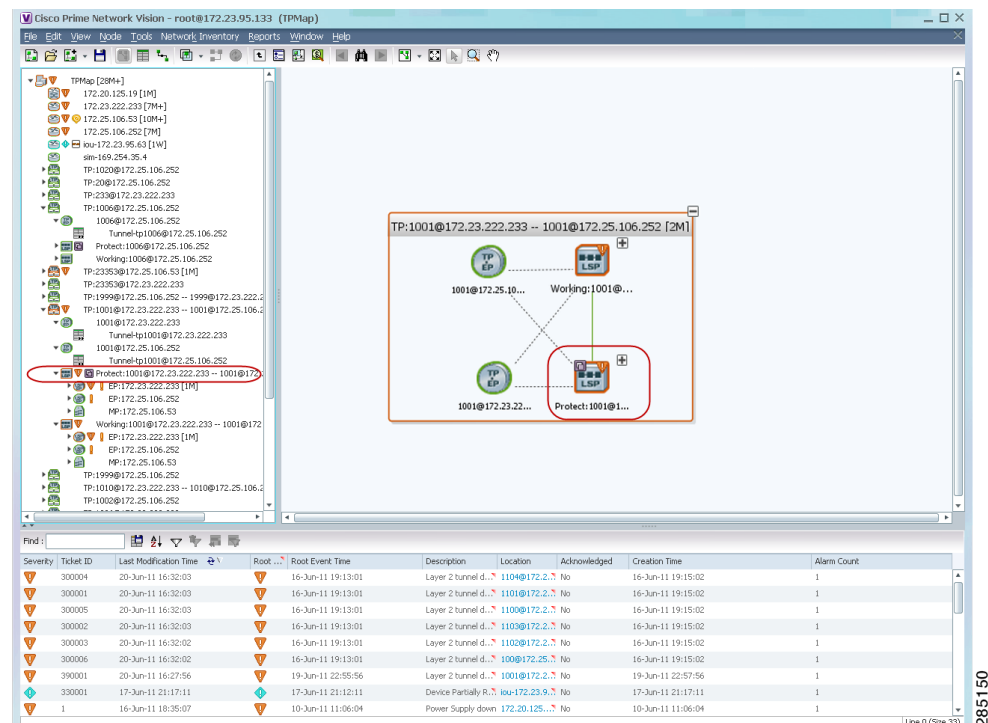 Cisco Prime Network Vision - root@172.23.95.133 (TPMap)
File Edit View Node Tools Network Inventory Reports Window Help
TPMap [28M+]
172.20.125.19 [1M]
172.23.222.233 [7M+]
172.25.106.53 [10M+]
172.25.106.252 [7M]
iou-172.23.95.63 [1W]
sim-169.254.35.4
TP:1020@172.25.106.252
TP:20@172.25.106.252
TP:233@172.23.222.233
TP:1006@172.25.106.252
1006@172.25.106.252
Tunnel-tp1006@172.25.106.252
Protect:1006@172.25.106.252
Working:1006@172.25.106.252
TP:23353@172.25.106.53 [1M]
TP:23353@172.23.222.233
TP:1999@172.25.106.252 -- 1999@172.23.222.2
TP:1001@172.23.222.233 -- 1001@172.25.106.2
1001@172.23.222.233
Tunnel-tp1001@172.23.222.233
1001@172.25.106.252
Tunnel-tp1001@172.25.106.252
Protect:1001@172.23.222.233 -- 1001@172
EP:172.23.222.233 [1M]
EP:172.25.106.252
MP:172.25.106.53
Working:1001@172.23.222.233 -- 1001@172
EP:172.23.222.233 [1M]
EP:172.25.106.252
MP:172.25.106.53
TP:1999@172.25.106.252
TP:1010@172.23.222.233 -- 1010@172.25.106.2
TP:1002@172.25.106.252
TP:1001@172.23.222.233 -- 1001@172.25.106.252 [2M]
TP EP
LSP
1001@172.25.10...
Working:1001@...
TP EP
LSP
1001@172.23.22...
Protect:1001@1...
Find :
Severity Ticket ID Last Modification Time Root ... Root Event Time Description Location Acknowledged Creation Time Alarm Count
300004 20-Jun-11 16:32:03 16-Jun-11 19:13:01 Layer 2 tunnel d... 1104@172.2... No 16-Jun-11 19:15:02 1
300001 20-Jun-11 16:32:03 16-Jun-11 19:13:01 Layer 2 tunnel d... 1101@172.2... No 16-Jun-11 19:15:02 1
300005 20-Jun-11 16:32:03 16-Jun-11 19:13:01 Layer 2 tunnel d... 1100@172.2... No 16-Jun-11 19:15:02 1
300002 20-Jun-11 16:32:03 16-Jun-11 19:13:01 Layer 2 tunnel d... 1103@172.2... No 16-Jun-11 19:15:02 1
300003 20-Jun-11 16:32:02 16-Jun-11 19:13:01 Layer 2 tunnel d... 1102@172.2... No 16-Jun-11 19:15:02 1
300006 20-Jun-11 16:32:02 16-Jun-11 19:13:01 Layer 2 tunnel d... 100@172.25... No 16-Jun-11 19:15:02 1
390001 20-Jun-11 16:27:56 19-Jun-11 22:55:56 Layer 2 tunnel d... 1001@172.2... No 19-Jun-11 22:57:56 1
330001 17-Jun-11 21:17:11 17-Jun-11 21:12:11 Device Partially R... iou-172.23.9... No 17-Jun-11 21:17:11 1
1 16-Jun-11 18:35:07 10-Jun-11 11:06:04 Power Supply down 172.20.125... No 10-Jun-11 11:06:04 1
Line 0 (Size 33)